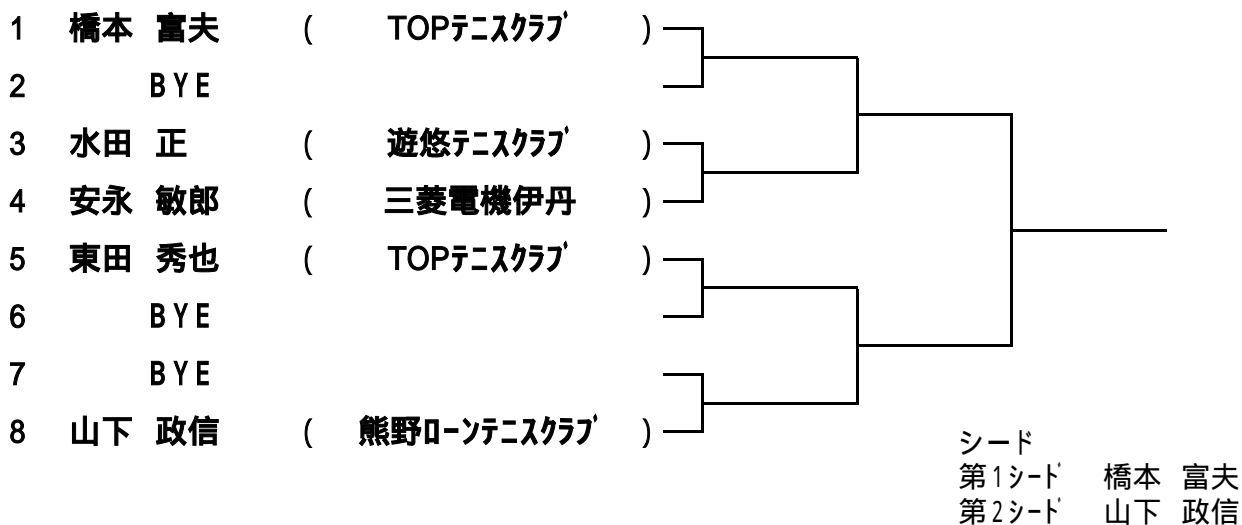 1 橋本 富夫 ( TOPﾃﾆｽｸﾗﾌﾞ )
2 BYE
3 水田 正 ( 遊悠ﾃﾆｽｸﾗﾌﾞ )
4 安永 敏郎 ( 三菱電機伊丹 )
5 東田 秀也 ( TOPﾃﾆｽｸﾗﾌﾞ )
6 BYE
7 BYE
8 山下 政信 ( 熊野ﾛｰﾝﾃﾆｽｸﾗﾌﾞ )
シード
第1ｼｰﾄﾞ 橋本 富夫
第2ｼｰﾄﾞ 山下 政信